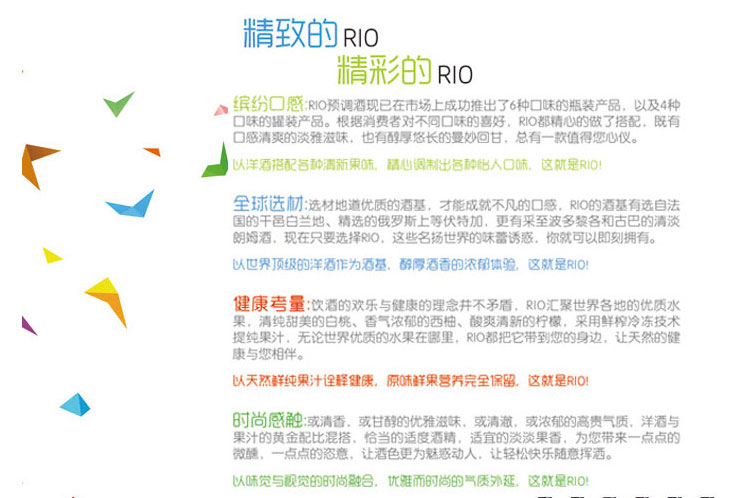 精致的 RIO
精彩的 RIO
缤纷口感:RIO预调酒现已在市场上成功推出了6种口味的瓶装产品，以及4种
口味的罐装产品。根据消费者对不同口味的喜好，RIO都精心的做了搭配，既有
口感清爽的淡雅滋味，也有醇厚悠长的曼妙回甘，总有一款值得您心仪。
以洋酒搭配各种清新果味，精心调制出各种怡人口味，这就是RIO!
全球选材:选材地道优质的酒基，才能成就不凡的口感，RIO的酒基有选自法
国的干邑白兰地、精选的俄罗斯上等伏特加，更有采至波多黎各和古巴的清淡
朗姆酒，现在只要选择RIO，这些名扬世界的味蕾诱惑，你就可以即刻拥有。
以世界顶级的洋酒作为酒基，醇厚酒香的浓郁体验，这就是RIO!
健康考量:饮酒的欢乐与健康的理念并不矛盾，RIO汇聚世界各地的优质水
果，清纯甜美的白桃、香气浓郁的西柚、酸爽清新的柠檬，采用鲜榨冷冻技术
提纯果汁，无论世界优质的水果在哪里，RIO都把它带到您的身边，让天然的健
康与您相伴。
以天然鲜纯果汁诠释健康，原味鲜果营养完全保留，这就是RIO!
时尚感触:或清香，或甘醇的优雅滋味，或清澈，或浓郁的高贵气质，洋酒与
果汁的黄金配比混搭，恰当的适度酒精，适宜的淡淡果香，为您带来一点点的
微醺，一点点的恣意，让酒色更为魅惑动人，让轻松快乐随意挥洒。
以味觉与视觉的时尚融合，优雅而时尚的气质外延，这就是RIO!